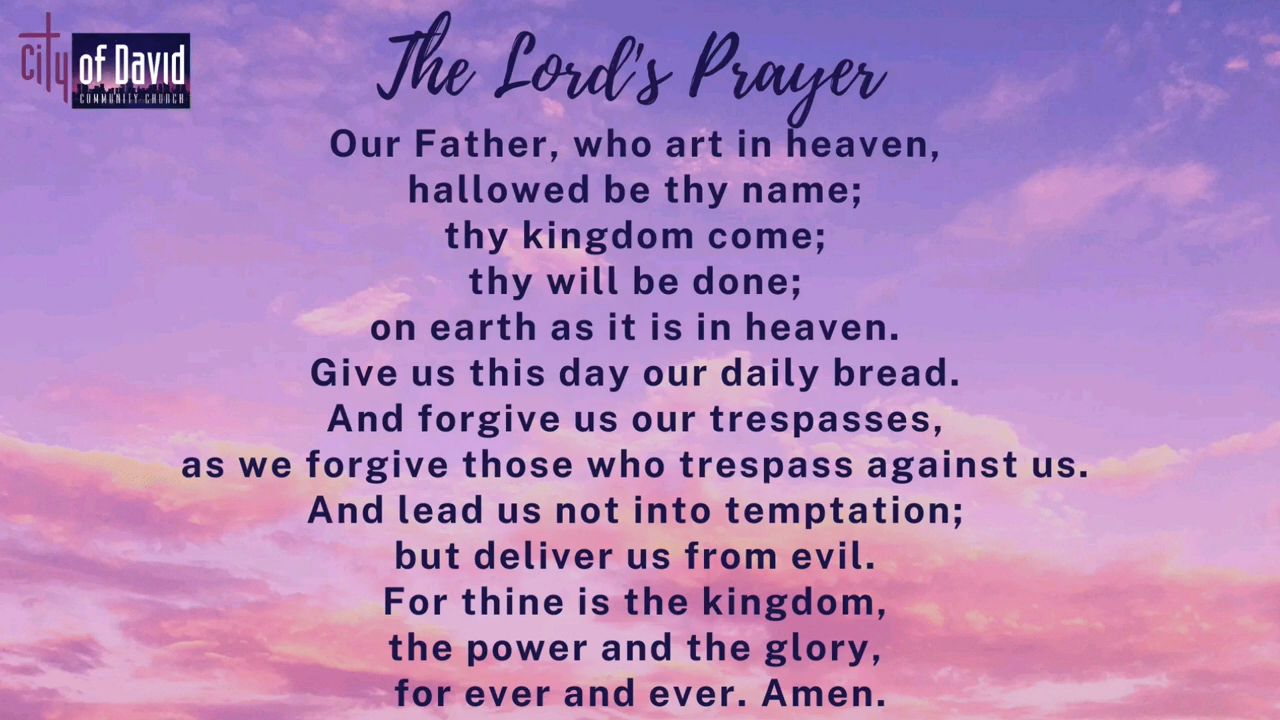 City of David
COMMUNITY CHURCH
The Lord's Prayer
Our Father, who art in heaven,
hallowed be thy name;
thy kingdom come;
thy will be done;
on earth as it is in heaven.
Give us this day our daily bread.
And forgive us our trespasses,
as we forgive those who trespass against us.
And lead us not into temptation;
but deliver us from evil.
For thine is the kingdom,
the power and the glory,
for ever and ever. Amen.